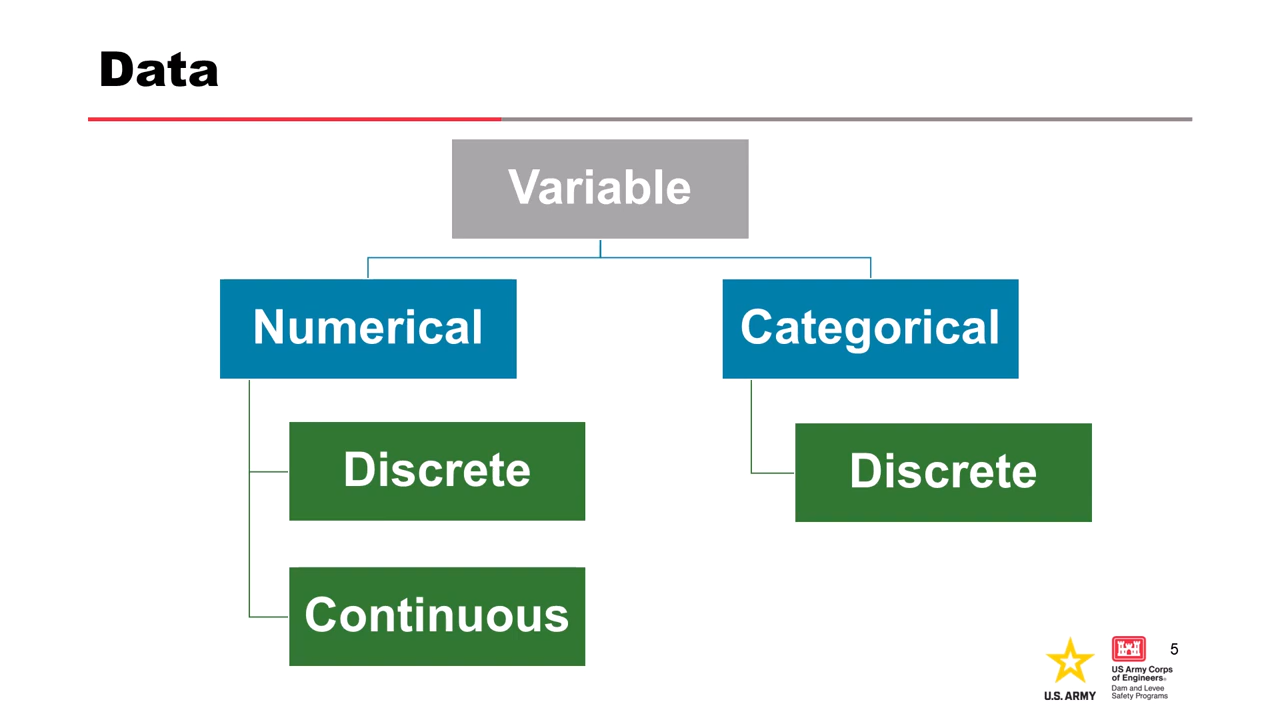 Data
Variable
Numerical
Categorical
Discrete
Discrete
Continuous
U.S. ARMY
US Army Corps
of Engineers®
Dam and Levee
Safety Programs
5